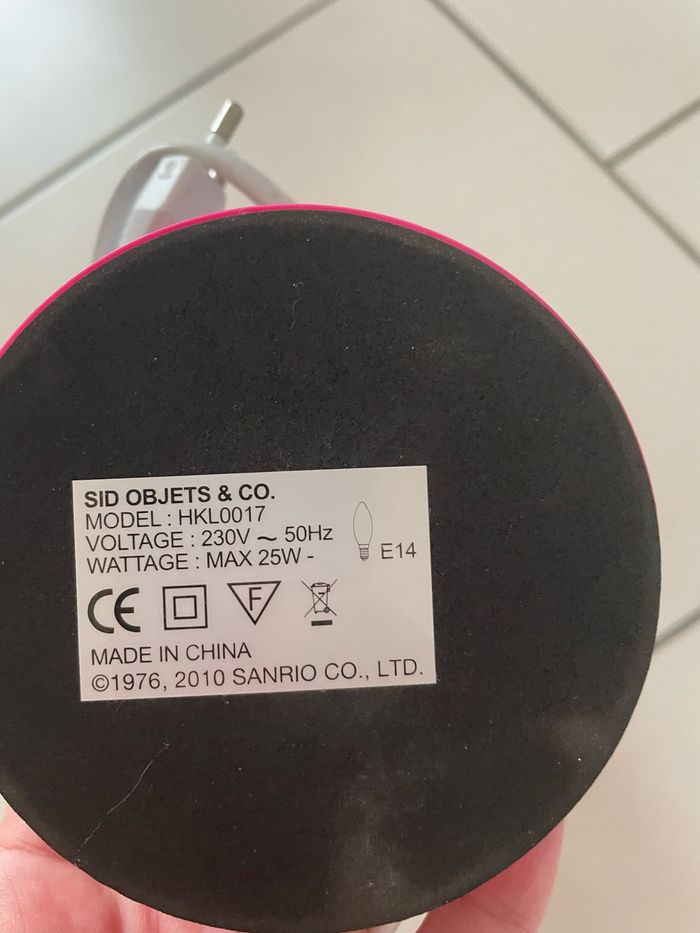 SID OBJETS & CO.
MODEL : HKL0017
VOLTAGE : 230V ~ 50Hz
WATTAGE : MAX 25W -
E14
CE
F
MADE IN CHINA
©1976, 2010 SANRIO CO., LTD.